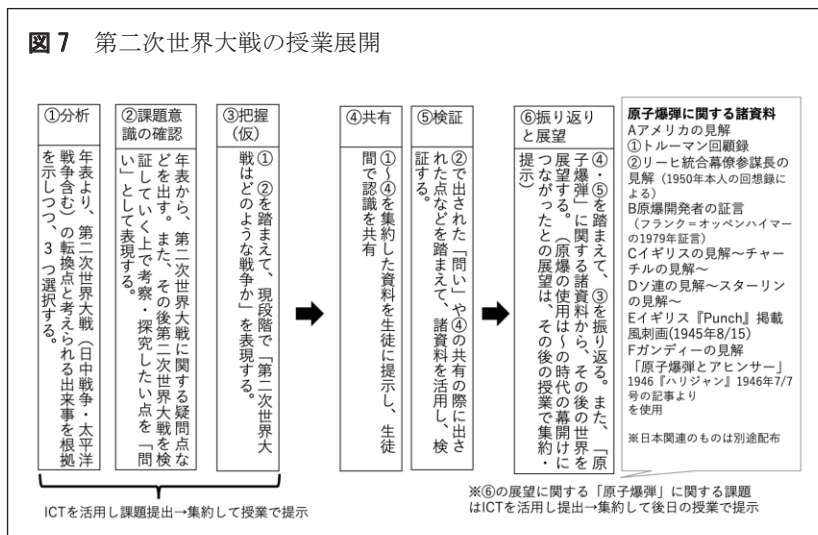 図7 第二次世界大戦の授業展開
①分析
年表より、第二次世界大戦（日中戦争・太平洋
戦争含む）の転換点と考えられる出来事を根拠
を示しつつ、3つ選択する。
②課題意
識の確認
年表から、第二次世界大戦に関する疑問点な
どを出す。また、その後第二次世界大戦を検
証していく上で考察・探究したい点を「問
い」として表現する。
③把握
(仮)
①、②を踏まえて、現段階で「第二次世界大
戦はどのような戦争か」を表現する。
④共有
①～④を集約した資料を生徒に提示し、生徒
間で認識を共有
⑤検証
②で出された「問い」や④の共有の際に出さ
れた点などを踏まえて、諸資料を活用し、検
証する。
⑥振り返り
と展望
④・⑤を踏まえて、③を振り返る。また、「原
子爆弾」に関する諸資料から、その後の世界を
展望する。（原爆の使用は～の時代の幕開けに
つながったとの展望は、その後の授業で集約・
提示）
原子爆弾に関する諸資料
Aアメリカの見解
①トルーマン回顧録
②リーヒ統合幕僚参謀長の
見解（1950年本人の回想録に
よる）
B原爆開発者の証言
（フランク＝オッペンハイマー
の1979年証言）
Cイギリスの見解～チャー
チルの見解～
Dソ連の見解～スターリン
の見解～
Eイギリス『Punch』掲載
風刺画(1945年8/15)
Fガンディーの見解
「原子爆弾とアヒンサー」
1946『ハリジャン』1946年7/7
号の記事より
を使用
※日本関連のものは別途配布
ICTを活用し課題提出→集約して授業で提示
※⑥の展望に関する「原子爆弾」に関する課題
はICTを活用し提出→集約して後日の授業で提示